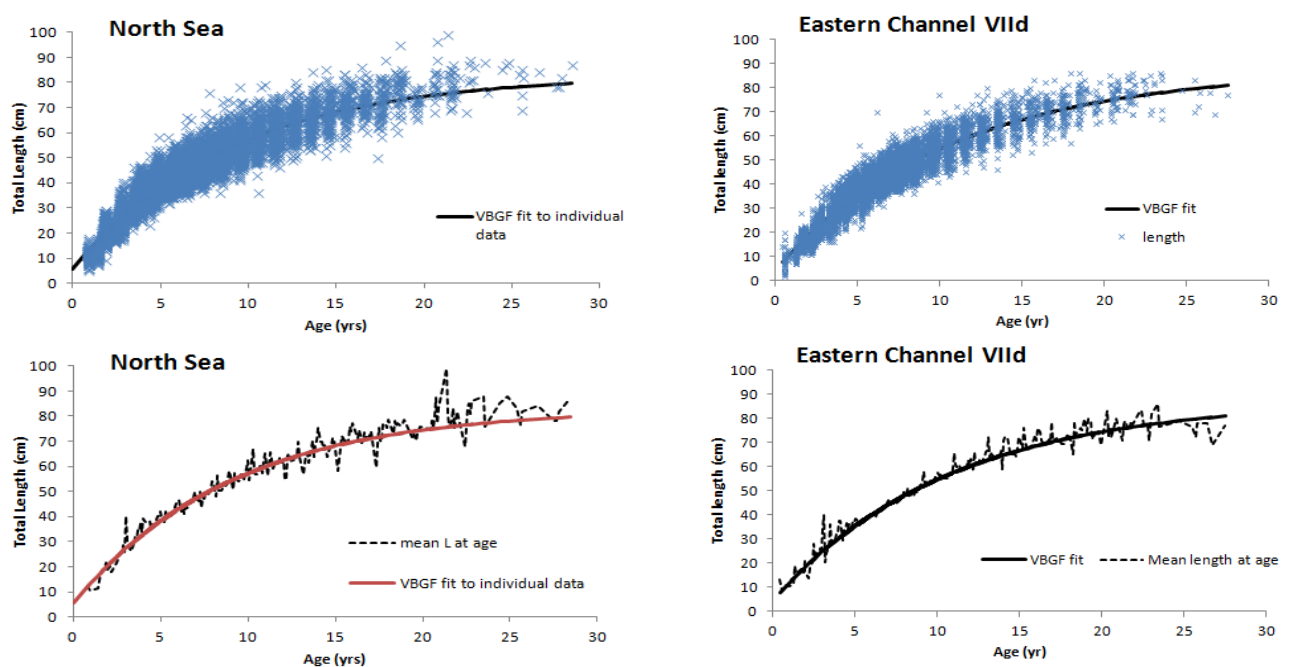 North Sea
100
90
80
70
60
50
40
30
20
10
0
Total Length (cm)
0 5 10 15 20 25 30
Age (yrs)
VBGF fit to individual
data
Eastern Channel VIId
100
90
80
70
60
50
40
30
20
10
0
Total length (cm)
0 5 10 15 20 25 30
Age (yr)
VBGF fit
length
North Sea
100
90
80
70
60
50
40
30
20
10
0
Total Length (cm)
0 5 10 15 20 25 30
Age (yrs)
mean L at age
VBGF fit to individual data
Eastern Channel VIId
100
90
80
70
60
50
40
30
20
10
0
Total length (cm)
0 5 10 15 20 25 30
Age (yr)
VBGF fit Mean length at age